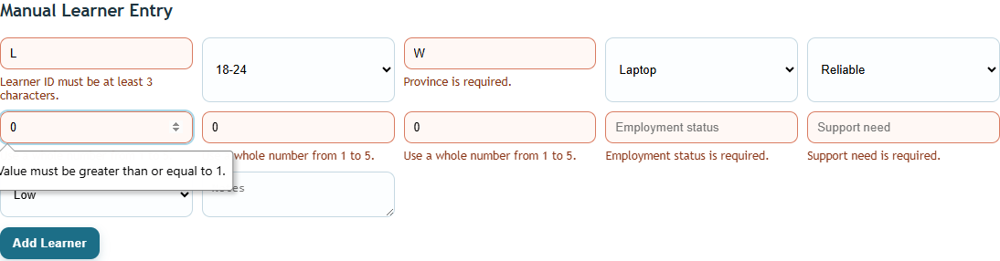 Manual Learner Entry
L
18-24
W
Laptop
Reliable
Learner ID must be at least 3
characters.
Province is required.
0
0
0
Employment status
Support need
Value must be greater than or equal to 1.
whole number from 1 to 5.
Use a whole number from 1 to 5.
Employment status is required.
Support need is required.
Low
Notes
Add Learner